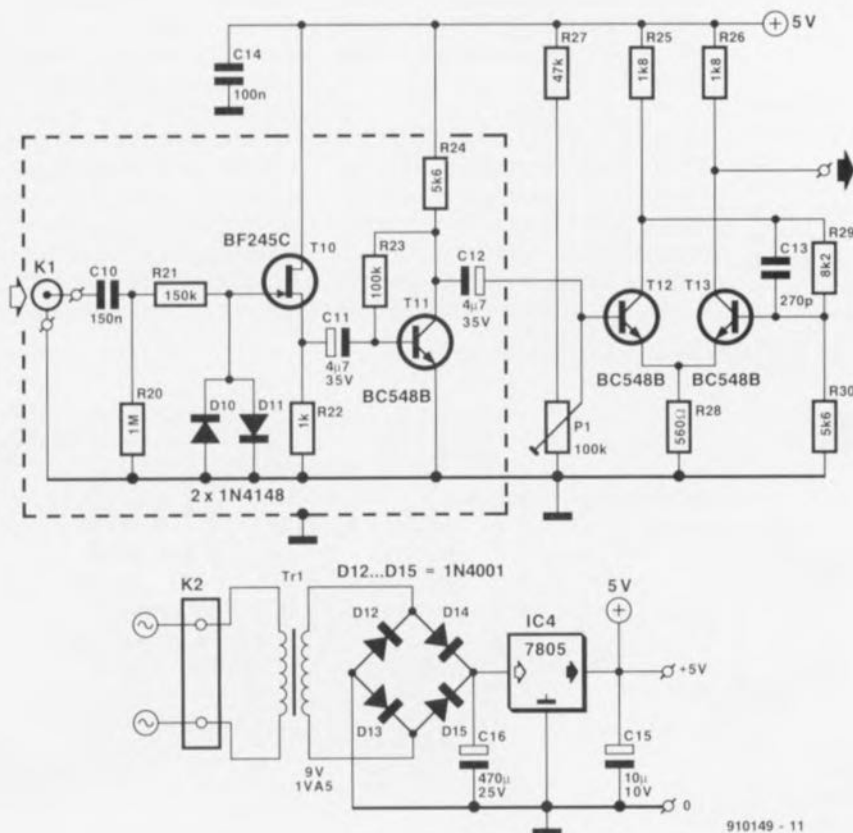 5V
R27
47k
R25
1k8
R26
1k8
C14
100n
R24
5k6
K1
C10
150n
R21
150k
BF245C
T10
R23
100k
C12
4μ7
35V
T11
BC548B
C11
4μ7
35V
R20
1M
D10
D11
2 x 1N4148
R22
1k
T12
BC548B
T13
BC548B
C13
270p
R29
8k2
P1
100k
R28
560Ω
R30
5k6
K2
Tr1
9V
1VA5
D12...D15 = 1N4001
D12
D14
D13
D15
IC4
7805
5V
+5V
C16
470μ
25V
C15
10μ
10V
0
910149 - 11